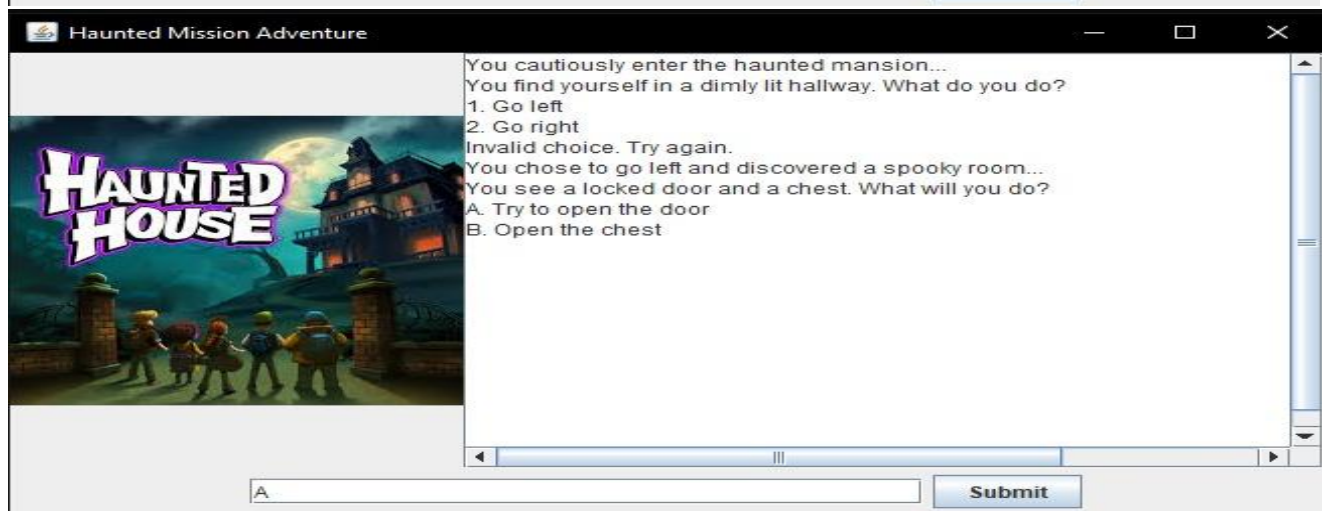 Haunted Mission Adventure
You cautiously enter the haunted mansion...
You find yourself in a dimly lit hallway. What do you do?
1. Go left
2. Go right
Invalid choice. Try again.
You chose to go left and discovered a spooky room...
You see a locked door and a chest. What will you do?
A. Try to open the door
B. Open the chest
HAUNTED
HOUSE
A
Submit